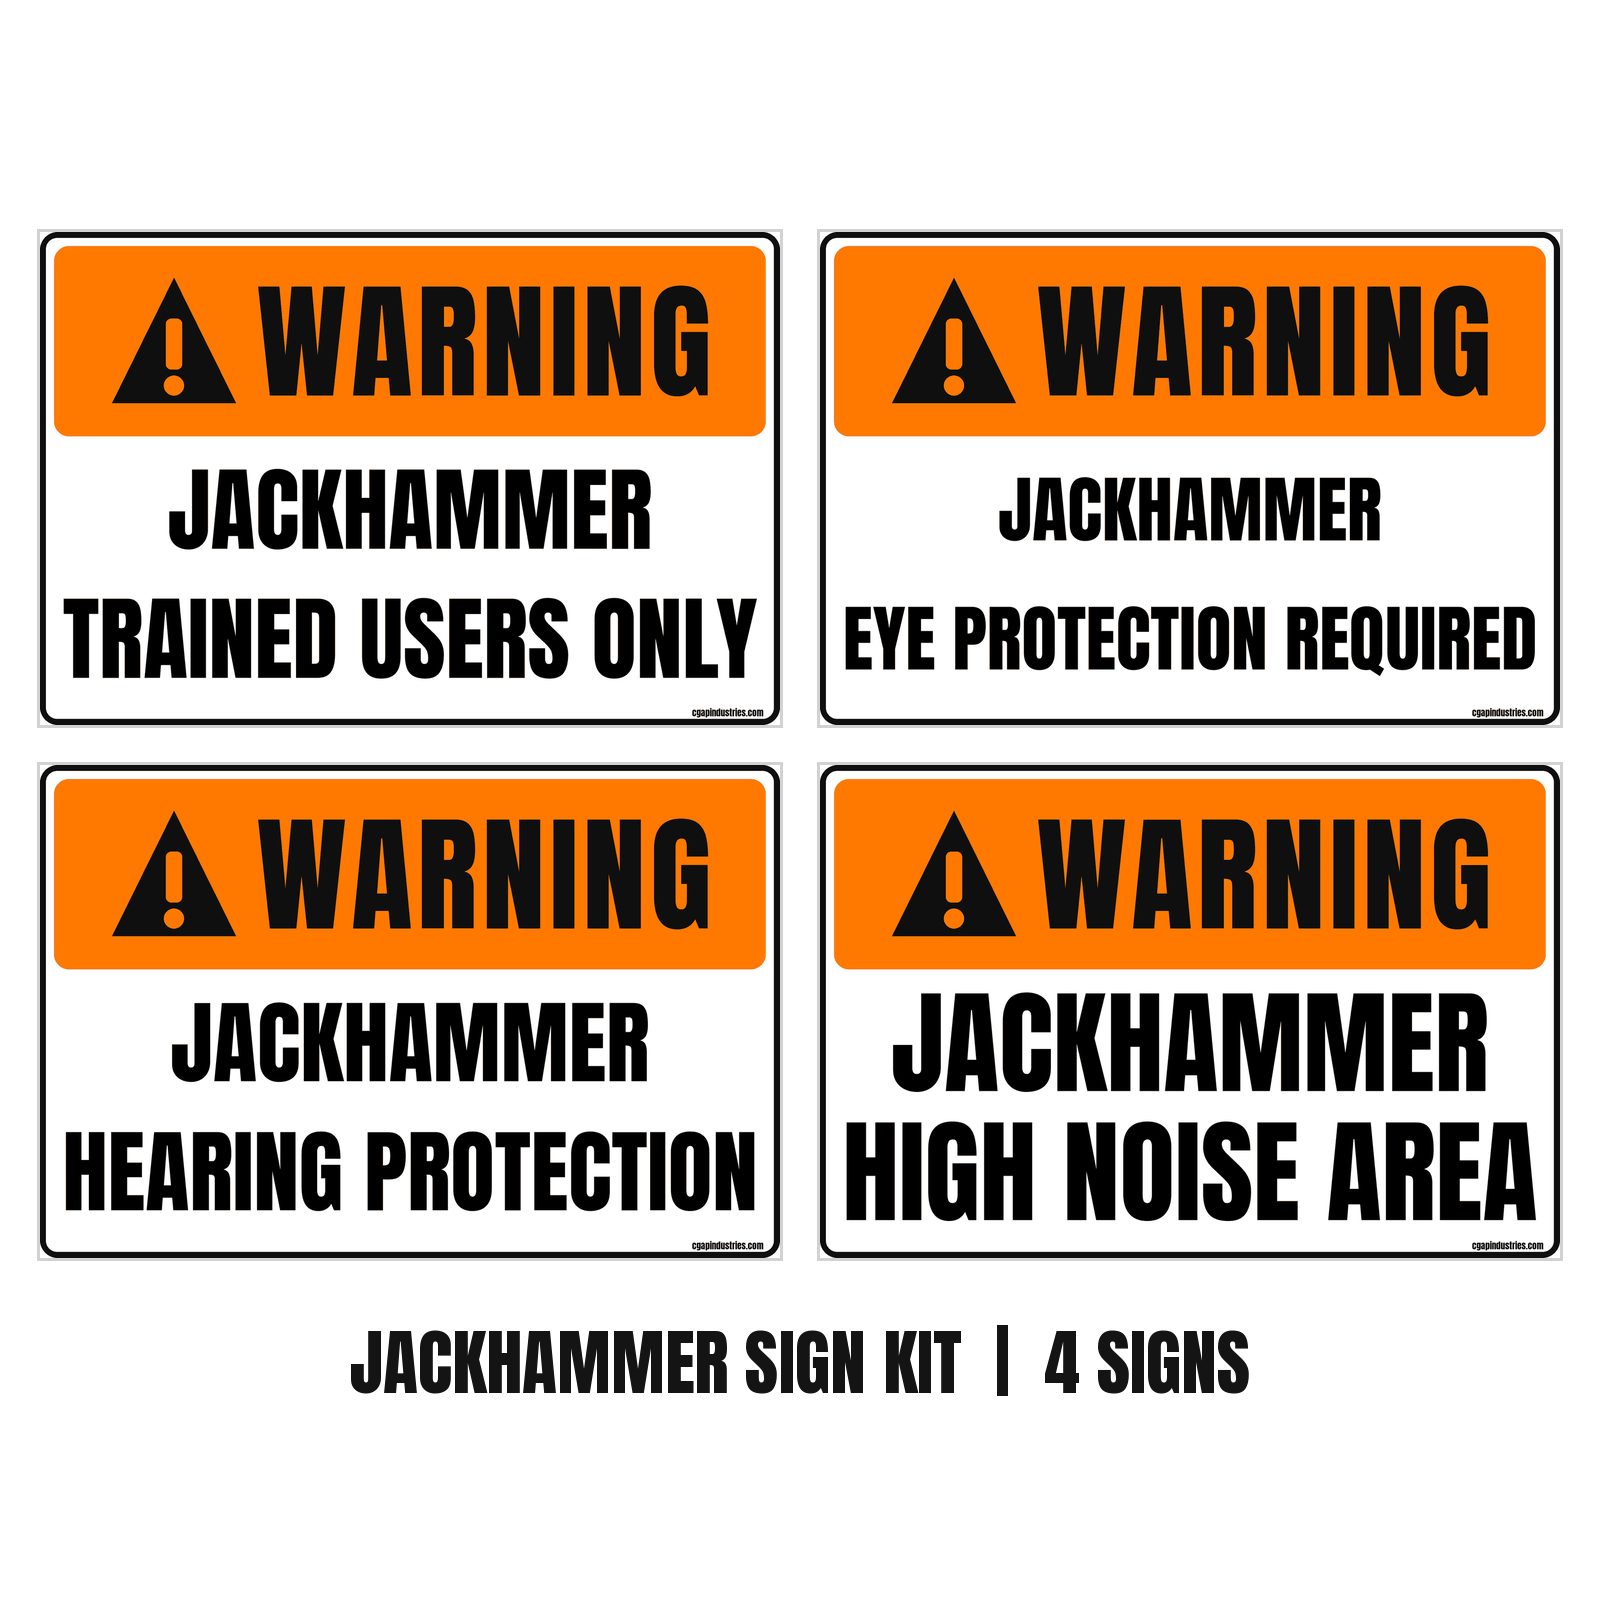 WARNING
JACKHAMMER
TRAINED USERS ONLY
cgapindustries.com
WARNING
JACKHAMMER
EYE PROTECTION REQUIRED
cgapindustries.com
WARNING
JACKHAMMER
HEARING PROTECTION
cgapindustries.com
WARNING
JACKHAMMER
HIGH NOISE AREA
cgapindustries.com
JACKHAMMER SIGN KIT | 4 SIGNS